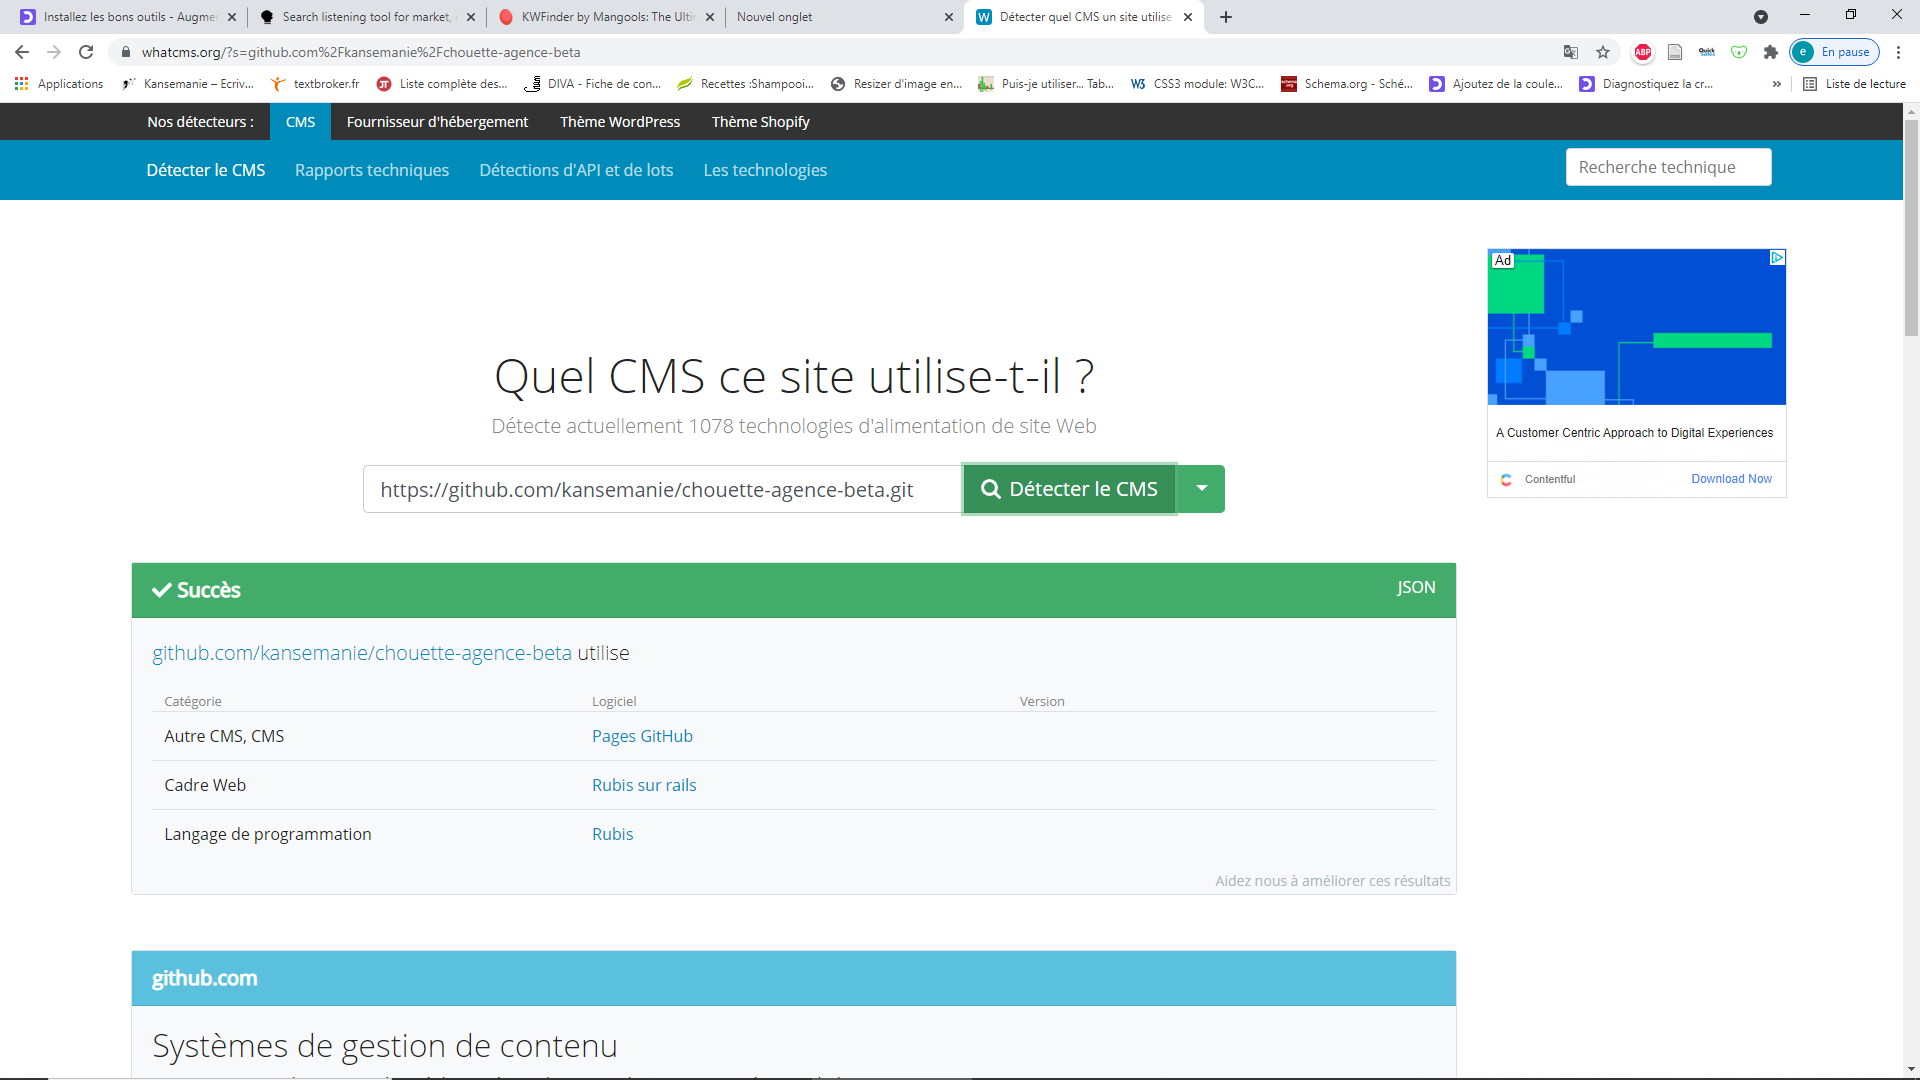 Installez les bons outils - Augme
Search listening tool for market,
KWFinder by Mangools: The Ulti
Nouvel onglet
Détecter quel CMS un site utilise
whatcms.org/?s=github.com%2Fkansemanie%2Fchouette-agence-beta
ABP
e En pause
Applications
Kansemanie – Ecriv...
textbroker.fr
Liste complète des...
DIVA - Fiche de con...
Recettes :Shampooi...
Resizer d'image en...
Puis-je utiliser... Tab...
CSS3 module: W3C...
Schema.org - Sché...
Ajoutez de la coule...
Diagnostiquez la cr...
»
Liste de lecture
Nos détecteurs : CMS Fournisseur d'hébergement Thème WordPress Thème Shopify
Détecter le CMS Rapports techniques Détections d'API et de lots Les technologies Recherche technique
Ad
Quel CMS ce site utilise-t-il ?
Détecte actuellement 1078 technologies d'alimentation de site Web
A Customer Centric Approach to Digital Experiences
Contentful Download Now
https://github.com/kansemanie/chouette-agence-beta.git Détecter le CMS
Succès JSON
github.com/kansemanie/chouette-agence-beta utilise
Catégorie Logiciel Version
Autre CMS, CMS Pages GitHub
Cadre Web Rubis sur rails
Langage de programmation Rubis
Aidez nous à améliorer ces résultats
github.com
Systèmes de gestion de contenu